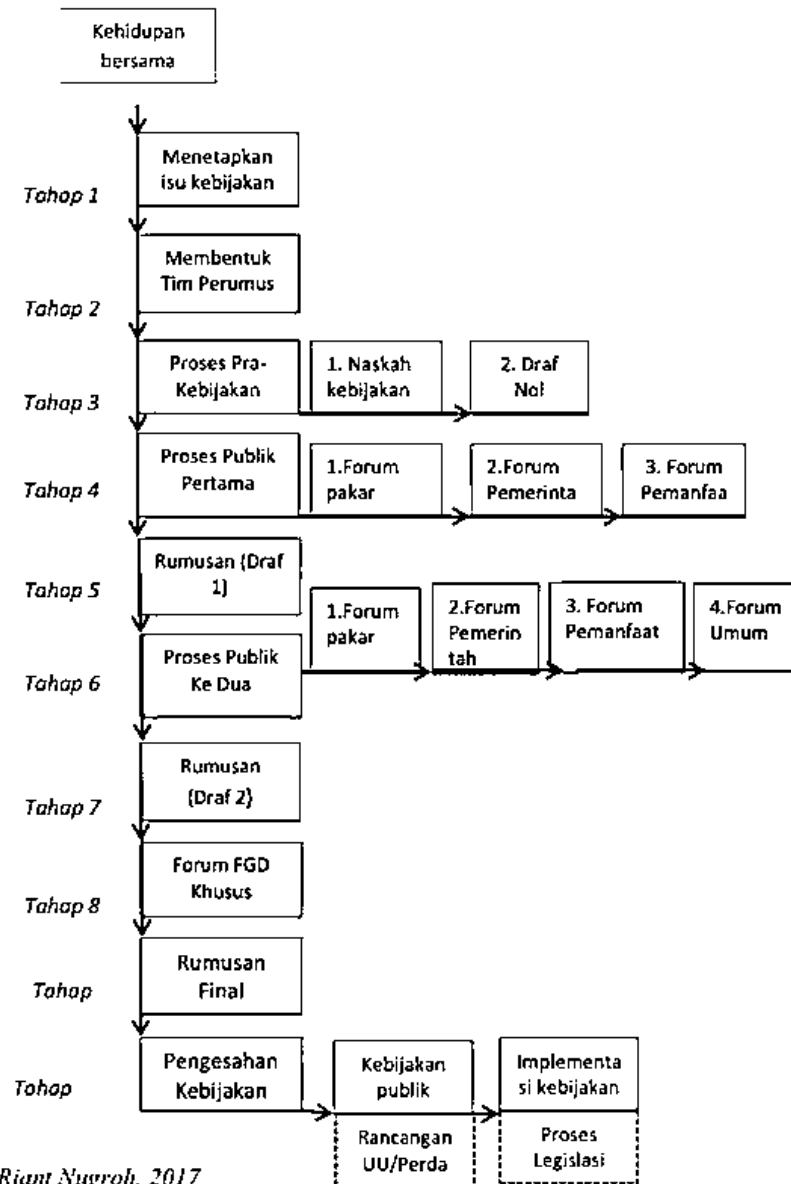 Kehidupan
bersama
Menetapkan
isu kebijakan
Tahap 1
Membentuk
Tim Perumus
Tahap 2
Proses Pra-
Kebijakan
1. Naskah
kebijakan
2. Draf
Nol
Tahap 3
Proses Publik
Pertama
1.Forum
pakar
2.Forum
Pemerinta
3. Forum
Pemanfaa
Tahap 4
Rumusan (Draf
1)
Tahap 5
1.Forum
pakar
2.Forum
Pemerin
tah
3. Forum
Pemanfaat
4.Forum
Umum
Proses Publik
Ke Dua
Tahap 6
Rumusan
(Draf 2)
Tahap 7
Forum FGD
Khusus
Tahap 8
Rumusan
Final
Tahap
Pengesahan
Kebijakan
Kebijakan
publik
Implementa
si kebijakan
Tahap
Rancangan
UU/Perda
Proses
Legislasi
Riant Nugroh, 2017